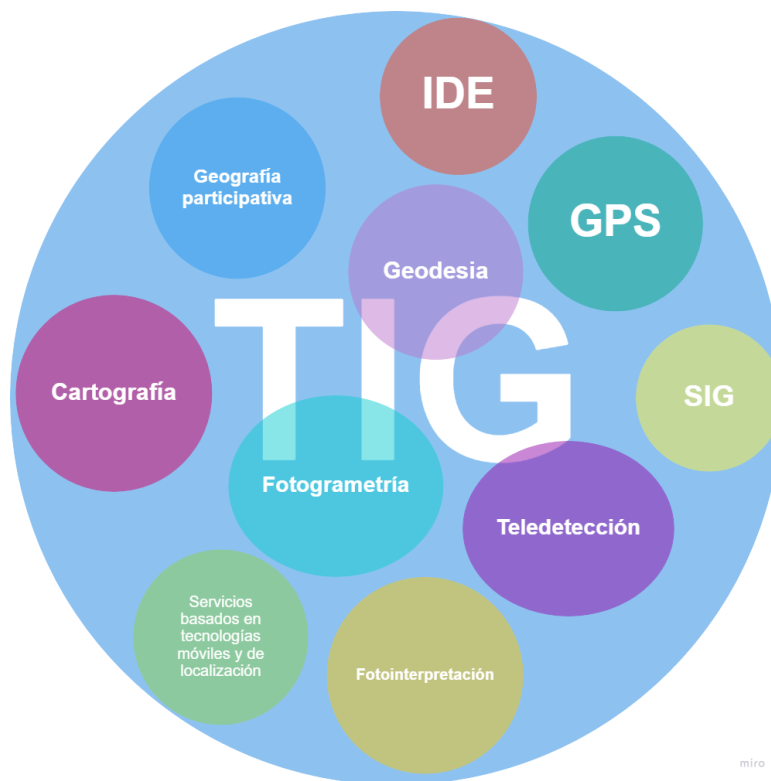 IDE
Geografía
participativa
GPS
Geodesia
TIG
Cartografía
SIG
Fotogrametría
Teledetección
Servicios
basados en
tecnologías
móviles y de
localización
Fotointerpretación
miro